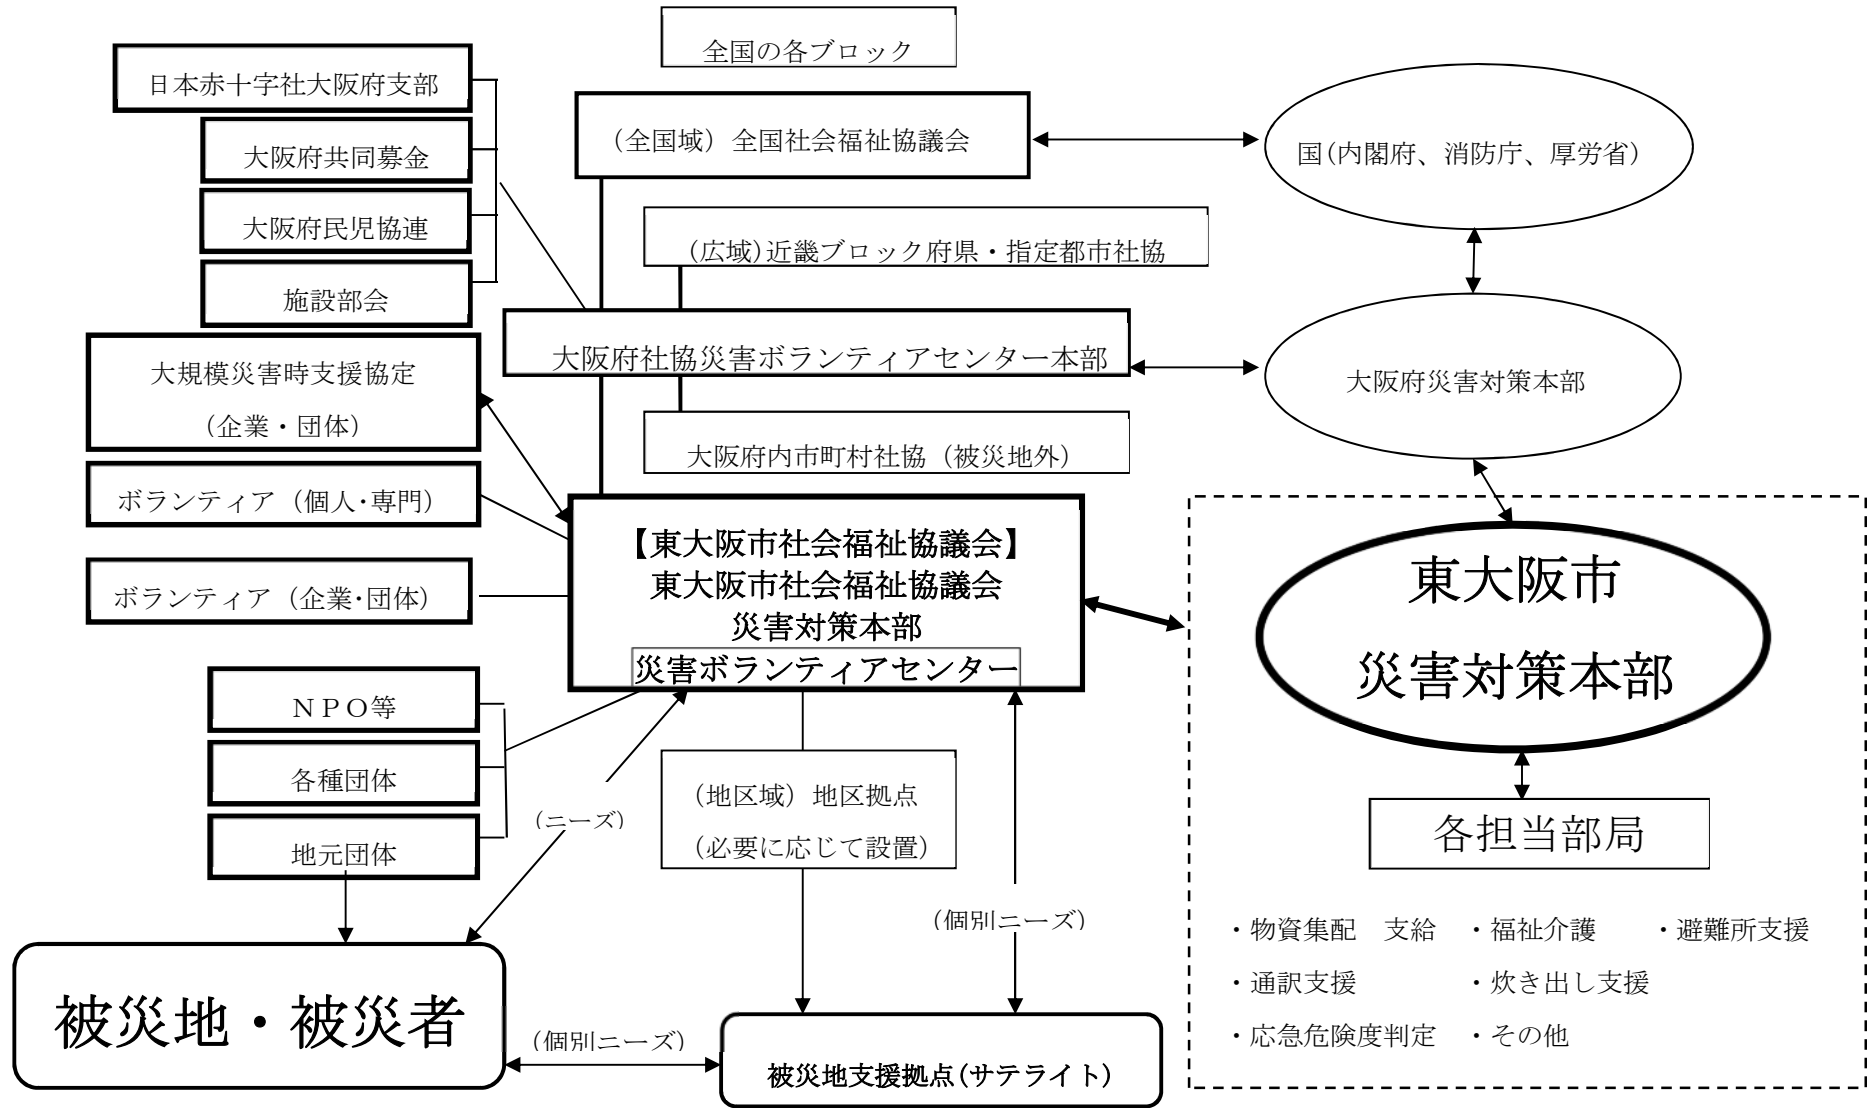 全国の各ブロック
日本赤十字社大阪府支部
大阪府共同募金
大阪府民児協連
施設部会
大規模災害時支援協定
（企業・団体）
ボランティア（個人・専門）
ボランティア（企業・団体）
（全国域）全国社会福祉協議会
国（内閣府、消防庁、厚労省）
（広域）近畿ブロック府県・指定都市社協
大阪府社協災害ボランティアセンター本部
大阪府災害対策本部
大阪府内市町村社協（被災地外）
【東大阪市社会福祉協議会】
東大阪市社会福祉協議会
災害対策本部
災害ボランティアセンター
東大阪市
災害対策本部
各担当部局
・物資集配　支給　・福祉介護　・避難所支援
・通訳支援　・炊き出し支援
・応急危険度判定　・その他
ＮＰＯ等
各種団体
地元団体
（ニーズ）
（地区域）地区拠点
（必要に応じて設置）
（個別ニーズ）
被災地・被災者
（個別ニーズ）
被災地支援拠点（サテライト）